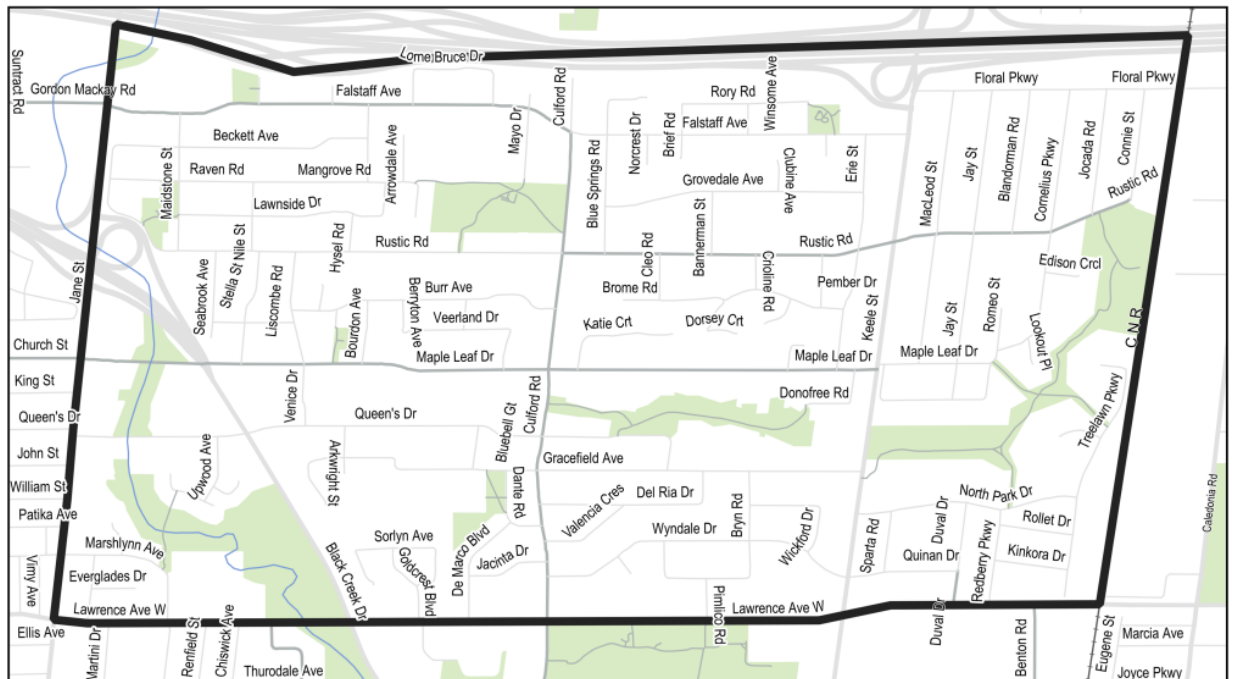 Lorne Bruce Dr
Suntract Rd
Gordon Mackay Rd
Falstaff Ave
Culford Rd
Rory Rd
Winsome Ave
Floral Pkwy
Floral Pkwy
Beckett Ave
Mayo Dr
Norcrest Dr
Brief Rd
Falstaff Ave
Arrowdale Ave
Maidstone St
Raven Rd
Mangrove Rd
Blue Springs Rd
Grovedale Ave
Clubine Ave
Erie St
MacLeod St
Jay St
Blandorman Rd
Cornelius Pkwy
Jocada Rd
Connie St
Rustic Rd
Lawnside Dr
Nile St
Hysel Rd
Rustic Rd
Cleo Rd
Bannerman St
Rustic Rd
Jane St
Seabrook Ave
Stella St
Liscombe Rd
Burr Ave
Berryton Ave
Brome Rd
Crioline Rd
Pember Dr
Edison Crcl
Bourdon Ave
Veerland Dr
Katie Crt
Dorsey Crt
Keele St
Jay St
Romeo St
Lookout Pl
C N R
Church St
Maple Leaf Dr
Maple Leaf Dr
Maple Leaf Dr
King St
Venice Dr
Culford Rd
Donofree Rd
Treelawn Pkwy
Queen's Dr
Queen's Dr
Bluebell Gt
John St
Upwood Ave
Arkwright St
Gracefield Ave
William St
Dante Rd
Valencia Cres
Del Ria Dr
Bryn Rd
North Park Dr
Caledonia Rd
Patika Ave
Wyndale Dr
Wickford Dr
Sparta Rd
Duval Dr
Rollet Dr
Marshlynn Ave
Sorlyn Ave
De Marco Blvd
Jacinta Dr
Quinan Dr
Redberry Pkwy
Kinkora Dr
Vimy Ave
Everglades Dr
Black Creek Dr
Goldcrest Blvd
Lawrence Ave W
Pimlico Rd
Lawrence Ave W
Ellis Ave
Martini Dr
Renfield St
Chiswick Ave
Thurodale Ave
Duval Dr
Benton Rd
Eugene St
Marcia Ave
Joyce Pkwy